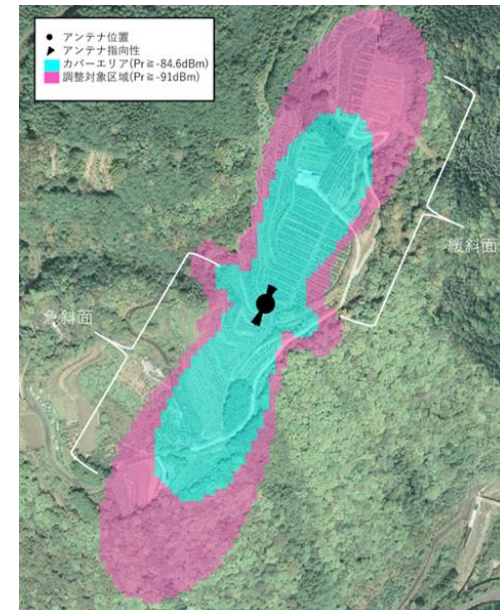 アンテナ位置
アンテナ指向性
カバーエリア(Pr≧-84.6dBm)
調整対象区域(Pr≧-91dBm)
緩斜面
急斜面